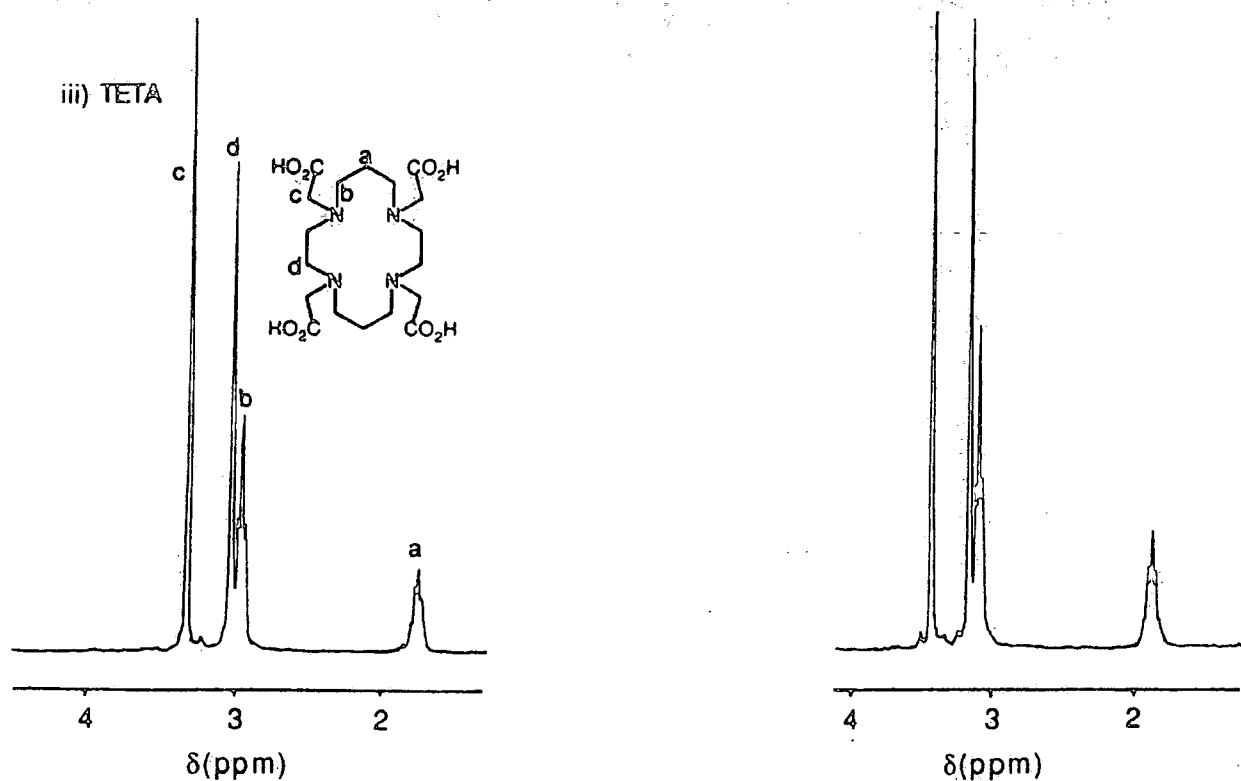 iii) TETA
c
d
HO₂C a CO₂H
c b
N N
d
N N
HO₂C CO₂H
b
a
4 3 2
δ(ppm)
4 3 2
δ(ppm)